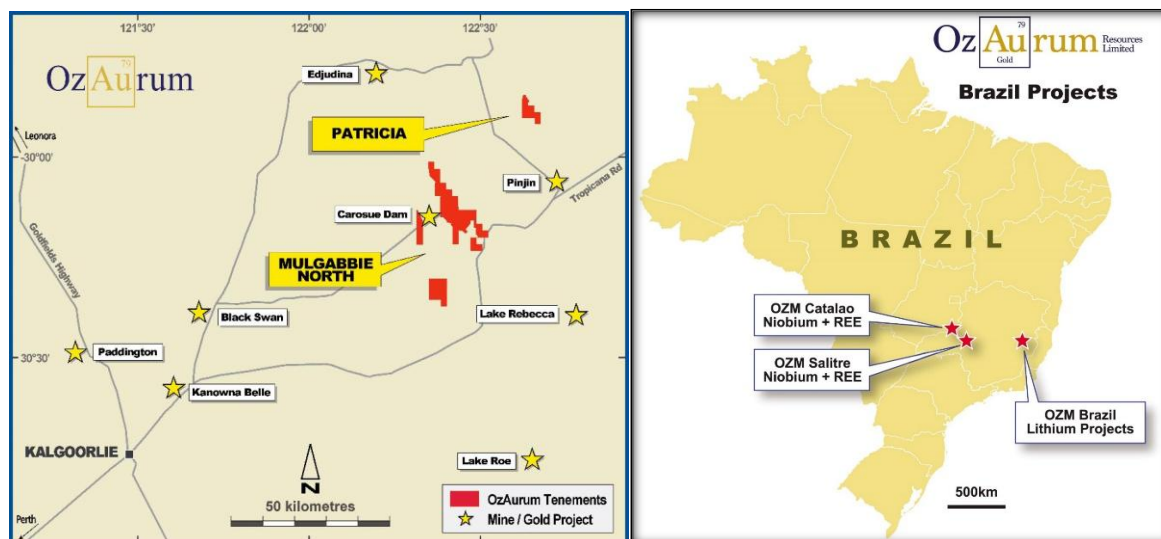 121°30' 122°00' 122°30'
79
OzAurum
Edjudina
PATRICIA
Leonora
-30°00'
Pinjin
Tropicana Rd
Carosue Dam
Goldfields Highway
MULGABBIE
NORTH
Black Swan
Lake Rebecca
Paddington
-30°30'
Kanowna Belle
KALGOORLIE
Lake Roe
N
50 kilometres
OzAurum Tenements
Mine / Gold Project
Perth
79
OzAurum
Gold
Resources
Limited
Brazil Projects
BRAZIL
OZM Catalao
Niobium + REE
OZM Salitre
Niobium + REE
OZM Brazil
Lithium Projects
500km